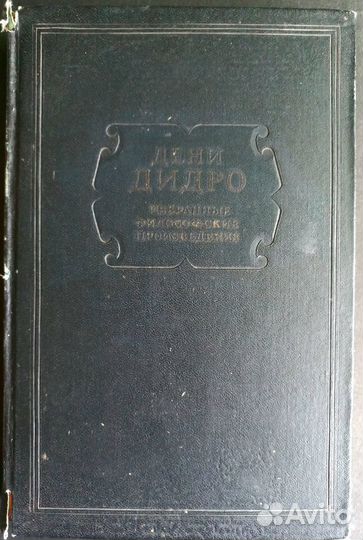 ДЕНИ
ДИДРО
ИЗБРАННЫЕ
ФИЛОСОФСКИЕ
ПРОИЗВЕДЕНИЯ
Avito